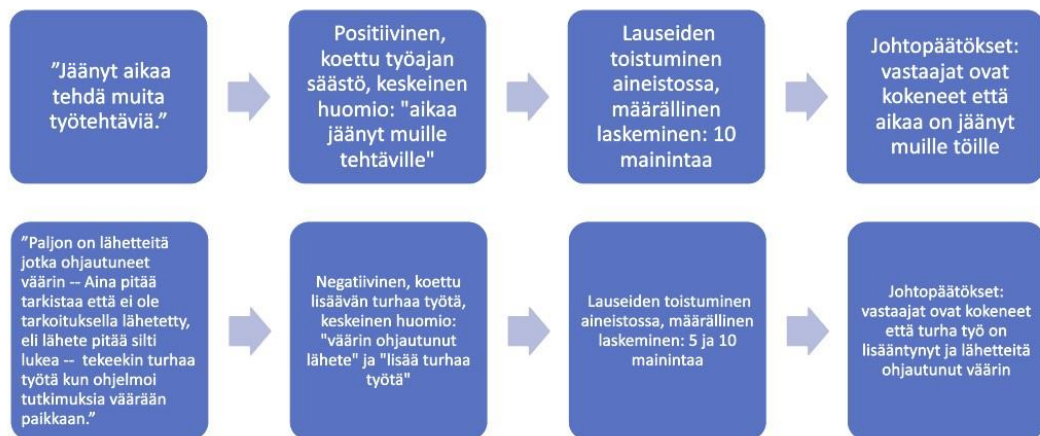 ”Jäänyt aikaa
tehdä muita
työtehtäviä.”
Positiivinen,
koettu työajan
säästö, keskeinen
huomio: "aikaa
jäänyt muille
tehtäville"
Lauseiden
toistuminen
aineistossa,
määrällinen
laskeminen: 10
mainintaa
Johtopäätökset:
vastaajat ovat
kokeneet että
aikaa on jäänyt
muille töille
”Paljon on lähetteitä
jotka ohjautuneet
väärin -- Aina pitää
tarkistaa että ei ole
tarkoituksella lähetetty,
eli lähete pitää silti
lukea -- tekeekin turhaa
työtä kun ohjelmoi
tutkimuksia väärään
paikkaan.”
Negatiivinen, koettu
lisäävän turhaa työtä,
keskeinen huomio:
"väärin ohjautunut
lähete" ja "lisää turhaa
työtä"
Lauseiden toistuminen
aineistossa, määrällinen
laskeminen: 5 ja 10
mainintaa
Johtopäätökset:
vastaajat ovat kokeneet
että turha työ on
lisääntynyt ja lähetteitä
ohjautunut väärin